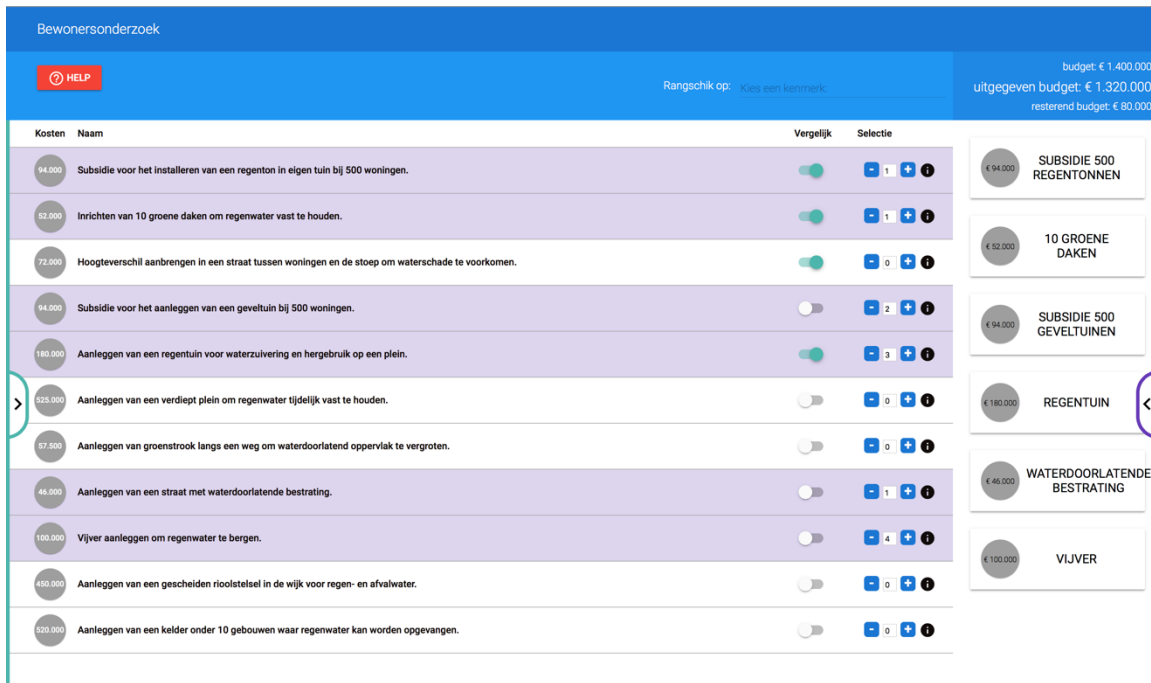 Bewonersonderzoek
HELP
Rangschik op: Kies een kenmerk:
budget: € 1.400.000
uitgegeven budget: € 1.320.000
resterend budget: € 80.000
Kosten Naam Vergelijk Selectie
94.000 Subsidie voor het installeren van een regenton in eigen tuin bij 500 woningen. - 1 +
52.000 Inrichten van 10 groene daken om regenwater vast te houden. - 1 +
72.000 Hoogteverschil aanbrengen in een straat tussen woningen en de stoep om waterschade te voorkomen. - 0 +
94.000 Subsidie voor het aanleggen van een geveltuin bij 500 woningen. - 2 +
180.000 Aanleggen van een regentuin voor waterzuivering en hergebruik op een plein. - 3 +
525.000 Aanleggen van een verdiept plein om regenwater tijdelijk vast te houden. - 0 +
57.500 Aanleggen van groenstrook langs een weg om waterdoorlatend oppervlak te vergroten. - 0 +
46.000 Aanleggen van een straat met waterdoorlatende bestrating. - 1 +
100.000 Vijver aanleggen om regenwater te bergen. - 4 +
450.000 Aanleggen van een gescheiden rioolstelsel in de wijk voor regen- en afvalwater. - 0 +
520.000 Aanleggen van een kelder onder 10 gebouwen waar regenwater kan worden opgevangen. - 0 +
€ 94.000 SUBSIDIE 500
REGENTONNEN
€ 52.000 10 GROENE
DAKEN
€ 94.000 SUBSIDIE 500
GEVELTUINEN
€ 180.000 REGENTUIN
€ 46.000 WATERDOORLATENDE
BESTRATING
€ 100.000 VIJVER